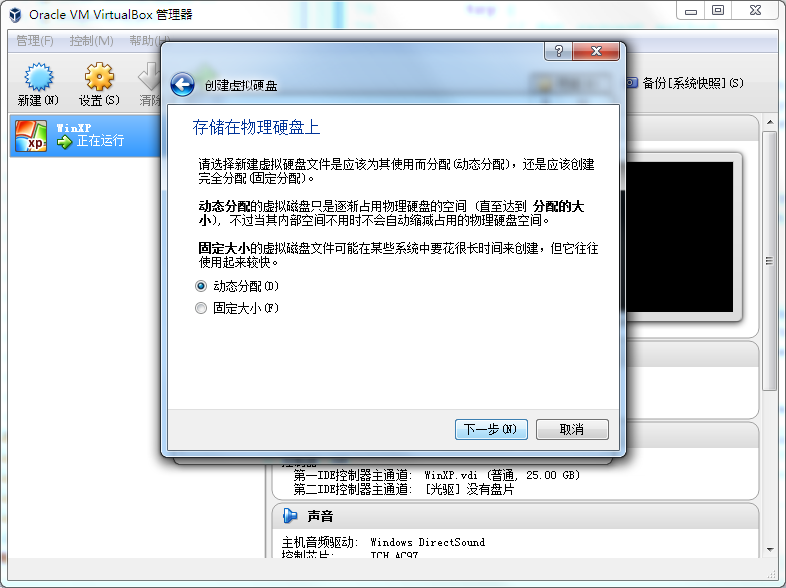 Oracle VM VirtualBox 管理器
管理(F) 控制(M) 帮助(H
新建(N) 设置(S) 清除
备份[系统快照](S)
WinXP
正在运行
创建虚拟硬盘
存储在物理硬盘上
请选择新建虚拟硬盘文件是应该为其使用而分配(动态分配)，还是应该创建
完全分配(固定分配)。
动态分配的虚拟磁盘只是逐渐占用物理硬盘的空间（直至达到 分配的大
小），不过当其内部空间不用时不会自动缩减占用的物理硬盘空间。
固定大小的虚拟磁盘文件可能在某些系统中要花很长时间来创建，但它往往
使用起来较快。
动态分配(D)
固定大小(F)
下一步(N) 取消
第一IDE控制器主通道: WinXP.vdi (普通, 25.00 GB)
第二IDE控制器主通道: [光驱] 没有盘片
声音
主机音频驱动: Windows DirectSound
控制芯片: ICH AC97